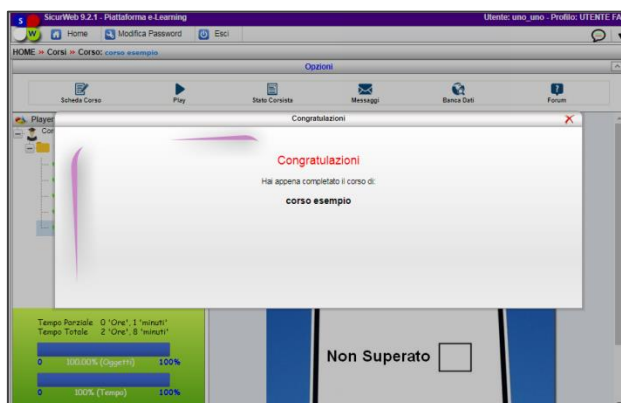 S W
SicurWeb 9.2.1 - Piattaforma e-Learning
Utente: uno_uno - Profilo: UTENTE FA
Home Modifica Password Esci
HOME » Corsi » Corso: corso esempio
Opzioni
Scheda Corso Play Stato Corsista Messaggi Banca Dati Forum
Player
Cor
Congratulazioni
Congratulazioni
Hai appena completato il corso di:
corso esempio
Tempo Parziale 0 'Ore', 1 'minuti'
Tempo Totale 2 'Ore', 8 'minuti'
0 100.00% (Oggetti) 100%
0 100% (Tempo) 100%
Non Superato